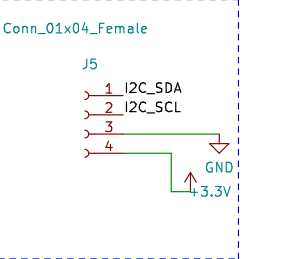 Conn_01x04_Female
J5
1 I2C_SDA
2 I2C_SCL
3
4
GND
+3.3V